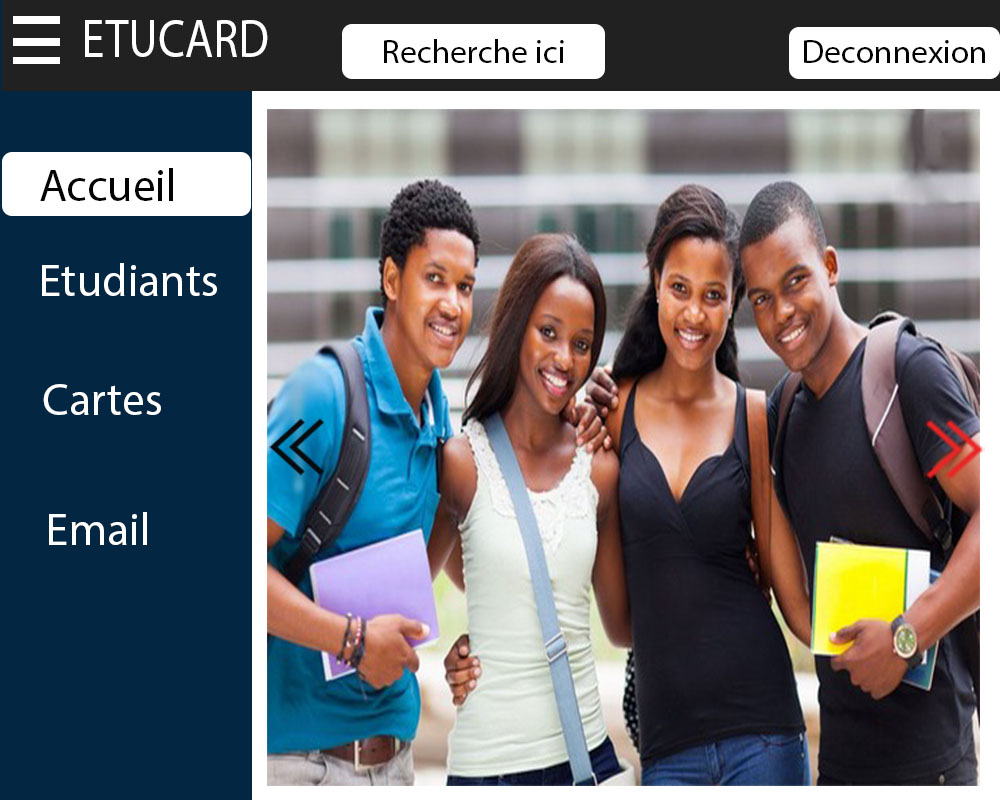 ETUCARD
Recherche ici
Deconnexion
Accueil
Etudiants
Cartes
Email